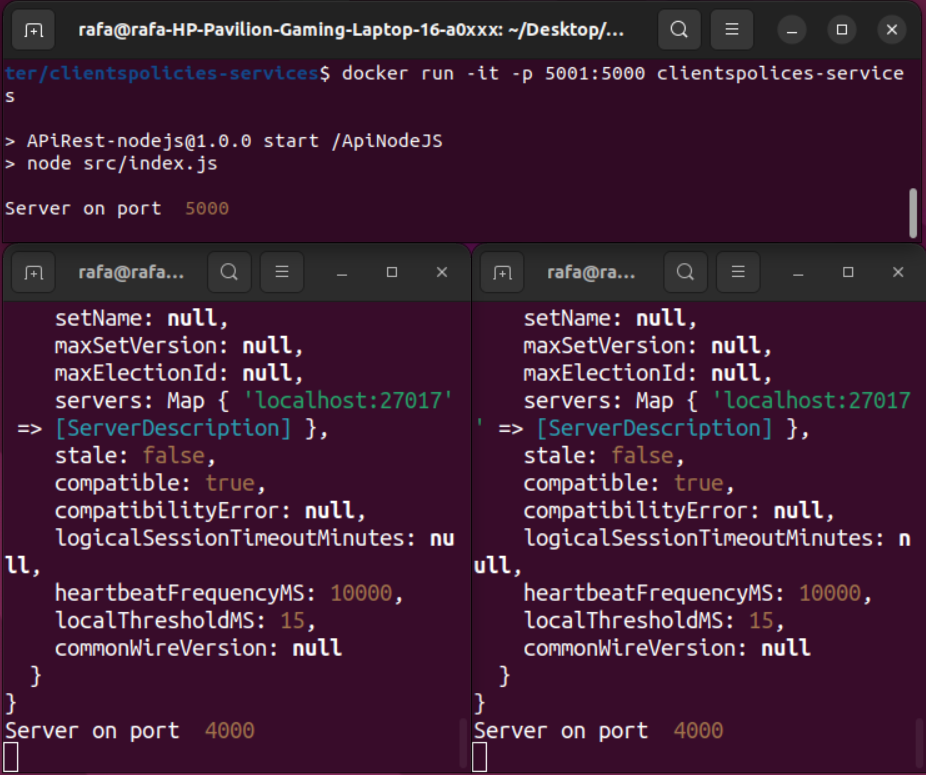 rafa@rafa-HP-Pavilion-Gaming-Laptop-16-a0xxx: ~/Desktop/...
ter/clientspolicies-services$ docker run -it -p 5001:5000 clientspolices-service
s
> APiRest-nodejs@1.0.0 start /ApiNodeJS
> node src/index.js
Server on port  5000
rafa@rafa...
    setName: null,
    maxSetVersion: null,
    maxElectionId: null,
    servers: Map { 'localhost:27017'
 => [ServerDescription] },
    stale: false,
    compatible: true,
    compatibilityError: null,
    logicalSessionTimeoutMinutes: nu
ll,
    heartbeatFrequencyMS: 10000,
    localThresholdMS: 15,
    commonWireVersion: null
  }
}
Server on port  4000
rafa@ra...
    setName: null,
    maxSetVersion: null,
    maxElectionId: null,
    servers: Map { 'localhost:27017
' => [ServerDescription] },
    stale: false,
    compatible: true,
    compatibilityError: null,
    logicalSessionTimeoutMinutes: n
ull,
    heartbeatFrequencyMS: 10000,
    localThresholdMS: 15,
    commonWireVersion: null
  }
}
Server on port  4000